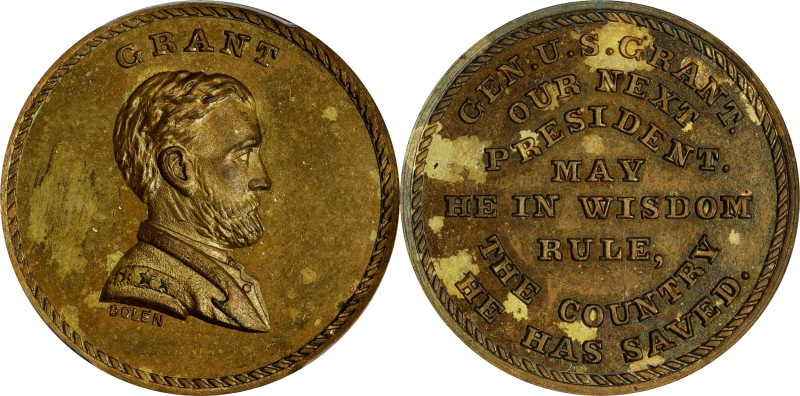 GRANT
BOLEN
GEN. U.S. GRANT.
OUR NEXT
PRESIDENT.
MAY
HE IN WISDOM
RULE,
THE COUNTRY
HE HAS SAVED.